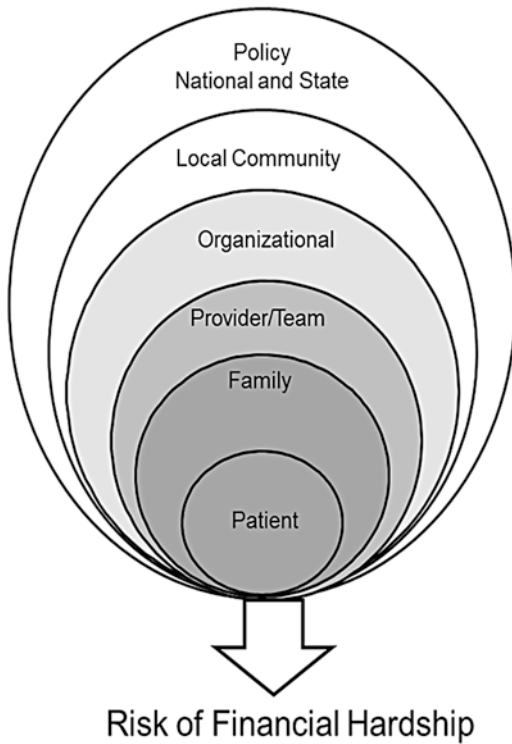 Policy
National and State
Local Community
Organizational
Provider/Team
Family
Patient
Risk of Financial Hardship